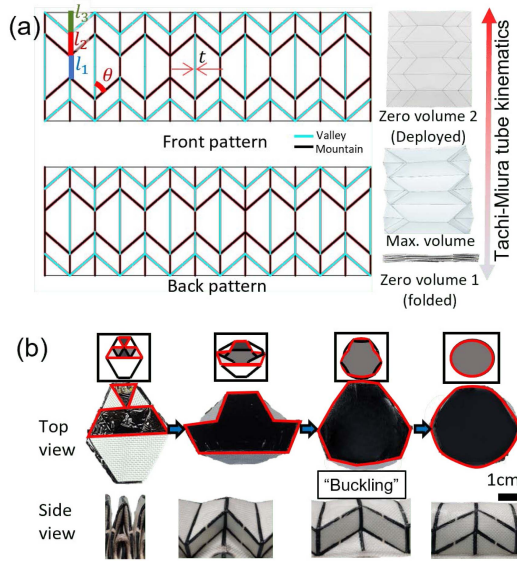 (a)
l3
l2
l1
θ
t
Front pattern
Valley
Mountain
Back pattern
Zero volume 2
(Deployed)
Max. volume
Zero volume 1
(folded)
Tachi-Miura tube kinematics
(b)
Top
view
"Buckling"
1cm
Side
view